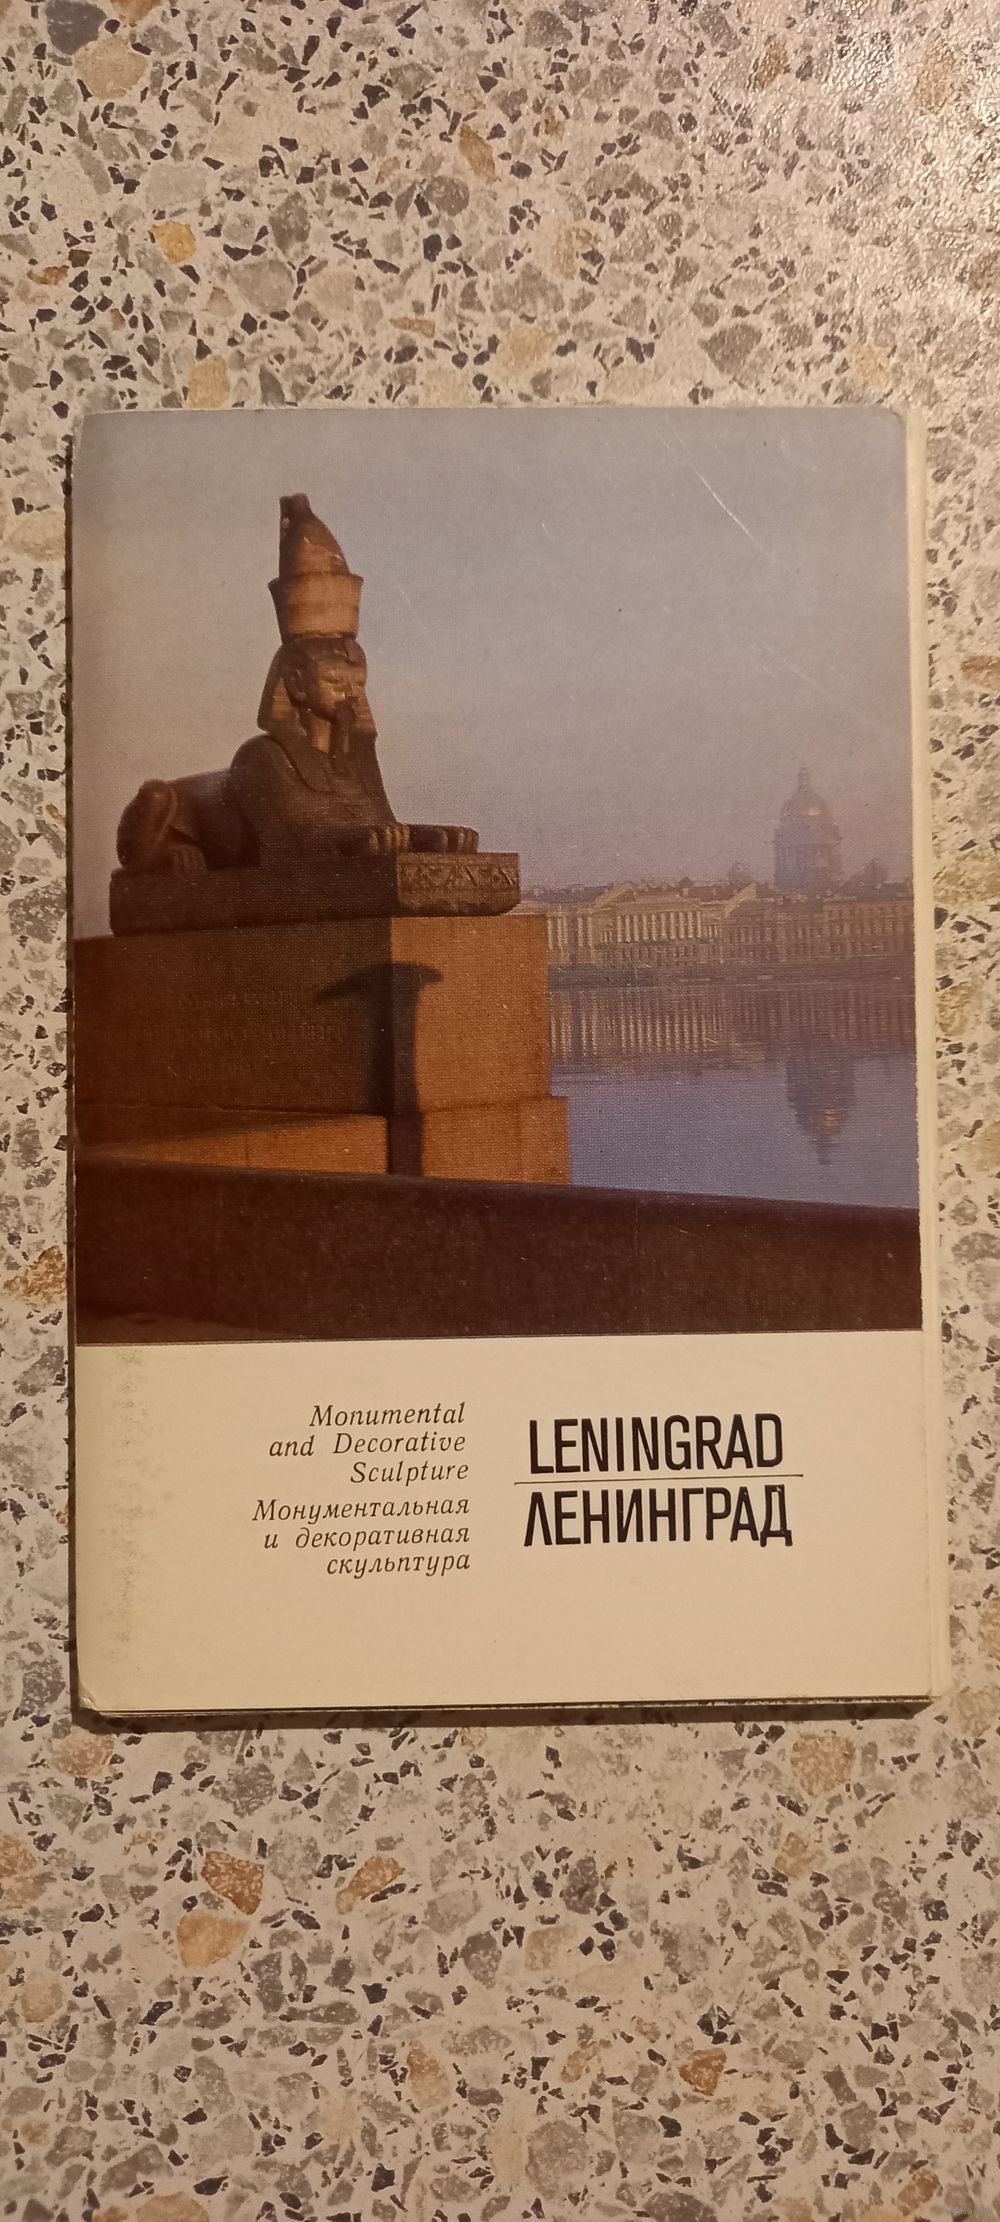 Monumental
and Decorative
Sculpture
Монументальная
и декоративная
скульптура
LENINGRAD
ЛЕНИНГРАД